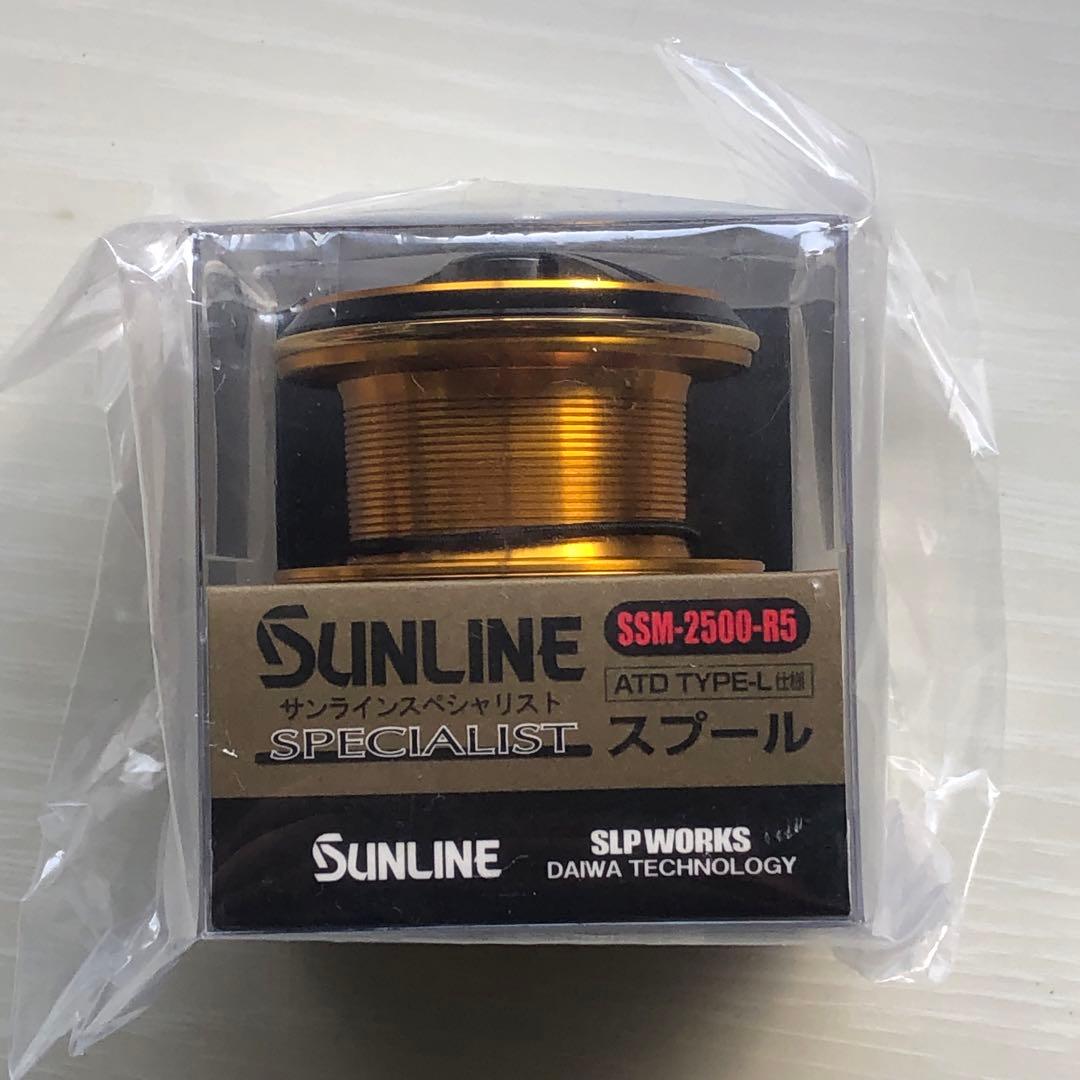 SUNLINE
サンラインスペシャリスト
SPECIALIST
SSM-2500-R5
ATD TYPE-L仕様
スプール
SUNLINE
SLP WORKS
DAIWA TECHNOLOGY